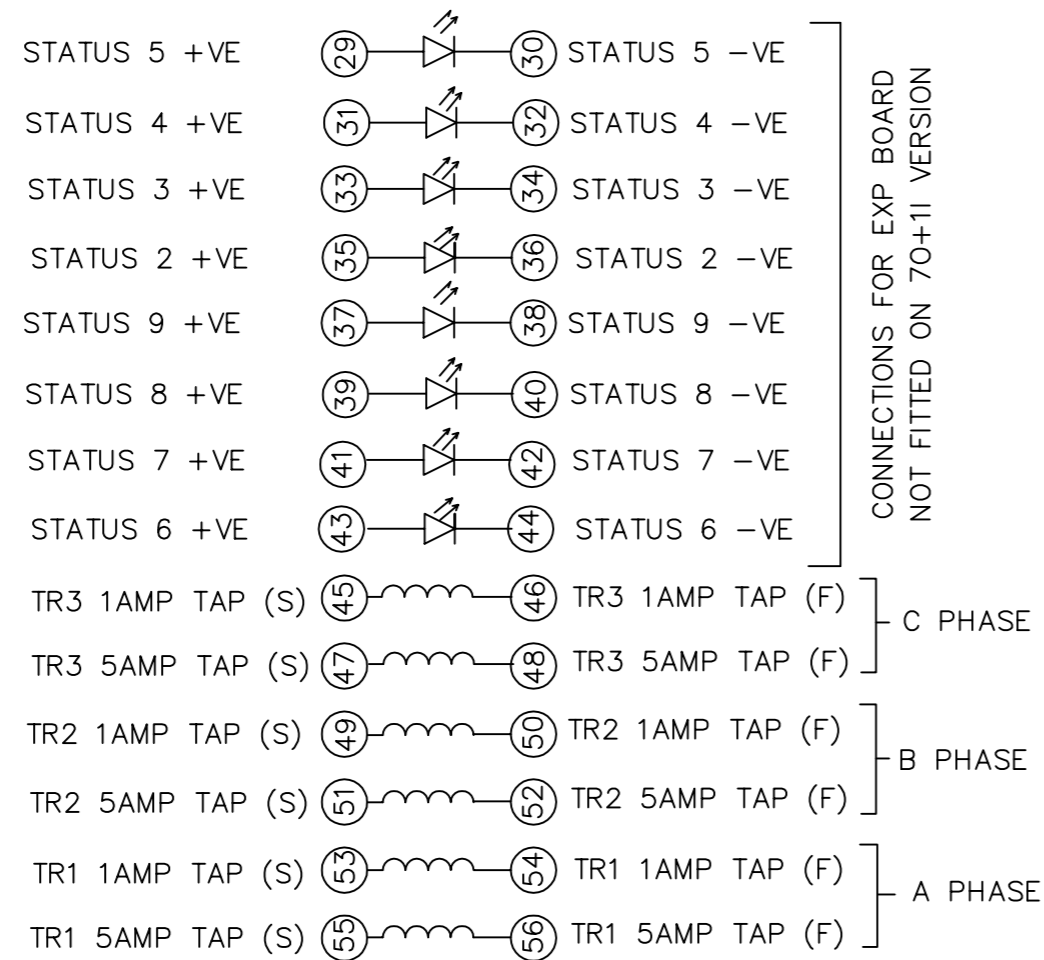 STATUS 5 +VE 29 30 STATUS 5 -VE
STATUS 4 +VE 31 32 STATUS 4 -VE
STATUS 3 +VE 33 34 STATUS 3 -VE
STATUS 2 +VE 35 36 STATUS 2 -VE
STATUS 9 +VE 37 38 STATUS 9 -VE
STATUS 8 +VE 39 40 STATUS 8 -VE
STATUS 7 +VE 41 42 STATUS 7 -VE
STATUS 6 +VE 43 44 STATUS 6 -VE
CONNECTIONS FOR EXP BOARD
NOT FITTED ON 70+1I VERSION
TR3 1AMP TAP (S) 45 46 TR3 1AMP TAP (F)
TR3 5AMP TAP (S) 47 48 TR3 5AMP TAP (F)
C PHASE
TR2 1AMP TAP (S) 49 50 TR2 1AMP TAP (F)
TR2 5AMP TAP (S) 51 52 TR2 5AMP TAP (F)
B PHASE
TR1 1AMP TAP (S) 53 54 TR1 1AMP TAP (F)
TR1 5AMP TAP (S) 55 56 TR1 5AMP TAP (F)
A PHASE